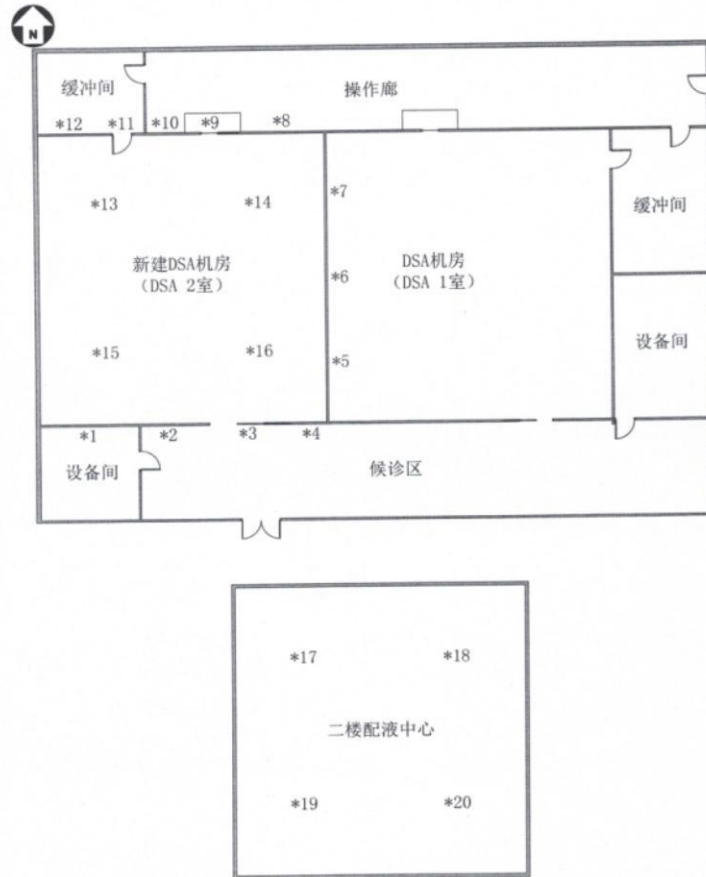 N
缓冲间
操作廊
*12 *11 *10 *9 *8
*13 *14 *7
缓冲间
新建DSA机房
（DSA 2室）
*6
DSA机房
（DSA 1室）
*15 *16 *5
设备间
*1 *2 *3 *4
设备间
候诊区
*17 *18
二楼配液中心
*19 *20